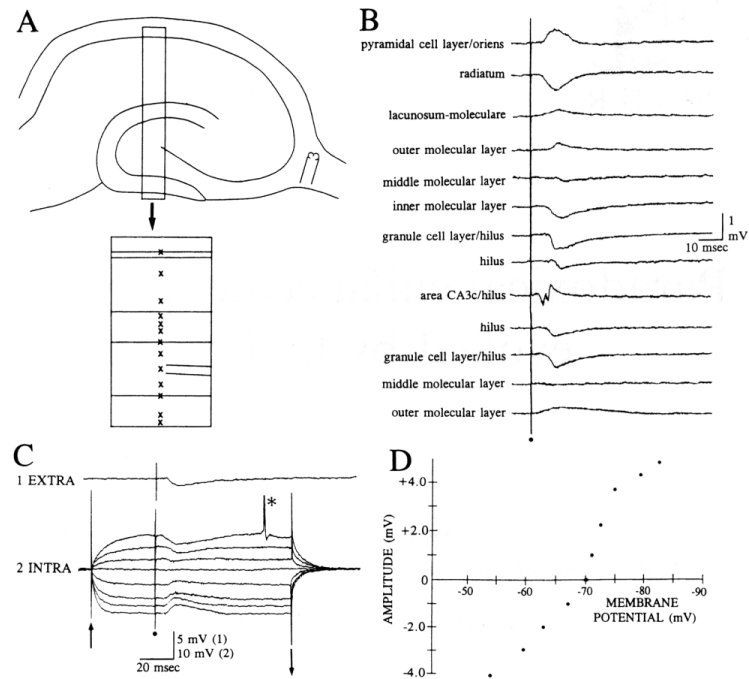 A
B
pyramidal cell layer/oriens
radiatum
lacunosum-moleculare
outer molecular layer
middle molecular layer
inner molecular layer
granule cell layer/hilus
hilus
area CA3c/hilus
hilus
granule cell layer/hilus
middle molecular layer
outer molecular layer
1
mV
10 msec
C
1 EXTRA
*
2 INTRA
5 mV (1)
10 mV (2)
20 msec
D
AMPLITUDE (mV)
+4.0
+2.0
0
-2.0
-4.0
-50 -60 -70 -80 -90
MEMBRANE
POTENTIAL (mV)